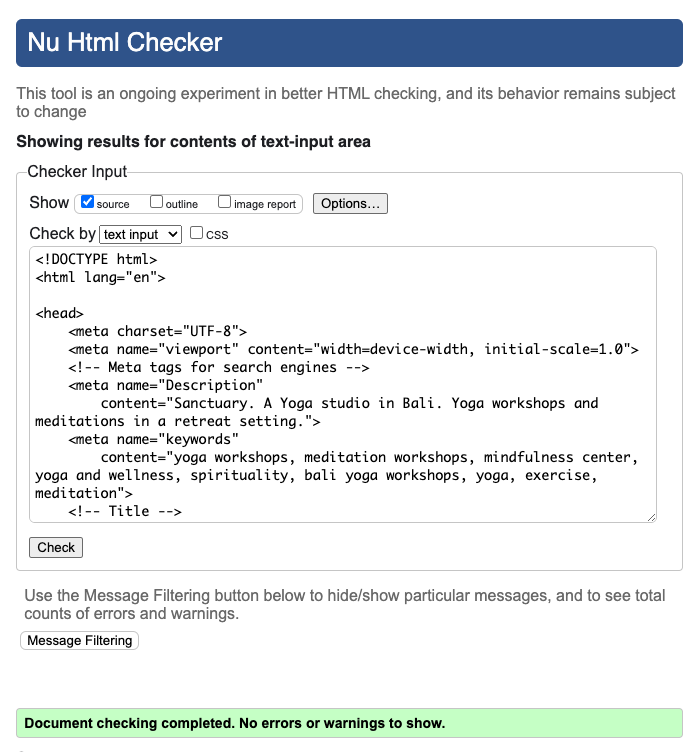 Nu Html Checker
This tool is an ongoing experiment in better HTML checking, and its behavior remains subject
to change
Showing results for contents of text-input area
Checker Input
Show source outline image report Options...
Check by text input css
<!DOCTYPE html>
<html lang="en">
<head>
<meta charset="UTF-8">
<meta name="viewport" content="width=device-width, initial-scale=1.0">
<!-- Meta tags for search engines -->
<meta name="Description"
content="Sanctuary. A Yoga studio in Bali. Yoga workshops and
meditations in a retreat setting.">
<meta name="keywords"
content="yoga workshops, meditation workshops, mindfulness center,
yoga and wellness, spirituality, bali yoga workshops, yoga, exercise,
meditation">
<!-- Title -->
Check
Use the Message Filtering button below to hide/show particular messages, and to see total
counts of errors and warnings.
Message Filtering
Document checking completed. No errors or warnings to show.